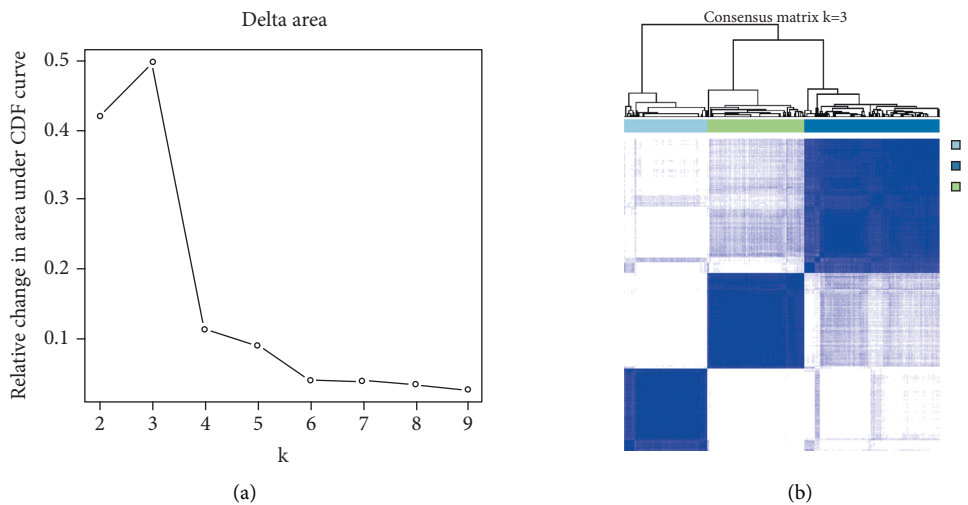 Delta area
Relative change in area under CDF curve
0.5
0.4
0.3
0.2
0.1
2 3 4 5 6 7 8 9
k
(a)
Consensus matrix k=3
(b)